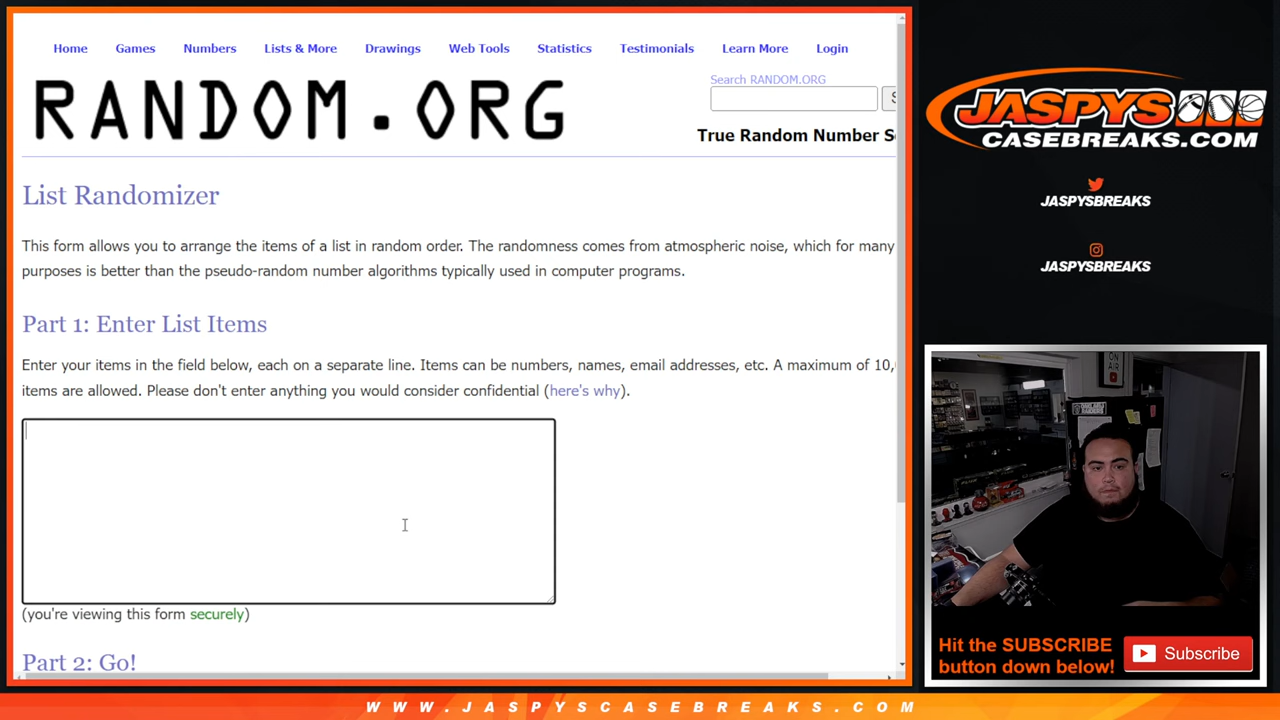 Home Games Numbers Lists & More Drawings Web Tools Statistics Testimonials Learn More Login
RANDOM.ORG
Search RANDOM.ORG
S
True Random Number S
List Randomizer
This form allows you to arrange the items of a list in random order. The randomness comes from atmospheric noise, which for many
purposes is better than the pseudo-random number algorithms typically used in computer programs.
Part 1: Enter List Items
Enter your items in the field below, each on a separate line. Items can be numbers, names, email addresses, etc. A maximum of 10,
items are allowed. Please don't enter anything you would consider confidential (here's why).
(you're viewing this form securely)
Part 2: Go!
JASPYS
CASEBREAKS.COM
JASPYSBREAKS
JASPYSBREAKS
ON AIR
Hit the SUBSCRIBE
button down below!
Subscribe
WWW.JASPYSCASEBREAKS.COM